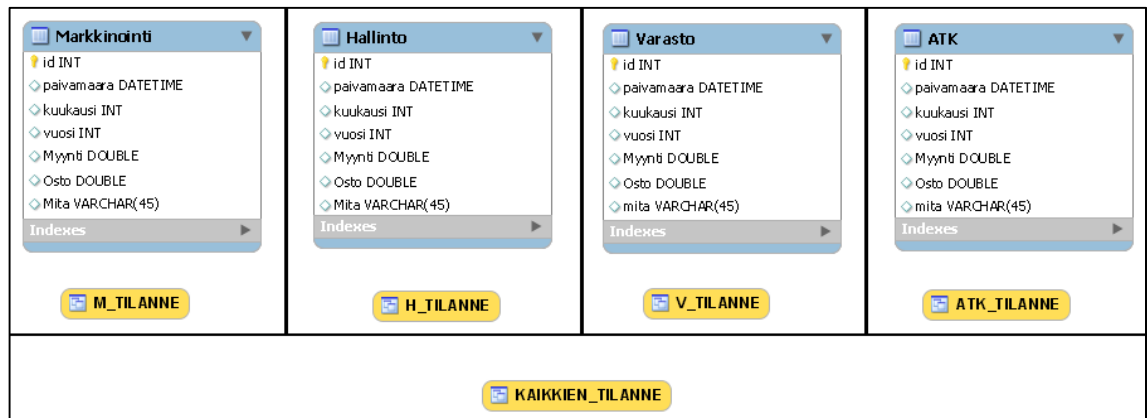 Markkinointi
id INT
paivamaara DATETIME
kuukausi INT
vuosi INT
Myynti DOUBLE
Osto DOUBLE
Mita VARCHAR(45)
Indexes
M_TILANNE
Hallinto
id INT
paivamaara DATETIME
kuukausi INT
vuosi INT
Myynti DOUBLE
Osto DOUBLE
Mita VARCHAR(45)
Indexes
H_TILANNE
Varasto
id INT
paivamaara DATETIME
kuukausi INT
vuosi INT
Myynti DOUBLE
Osto DOUBLE
mita VARCHAR(45)
Indexes
V_TILANNE
ATK
id INT
paivamaara DATETIME
kuukausi INT
vuosi INT
Myynti DOUBLE
Osto DOUBLE
mita VARCHAR(45)
Indexes
ATK_TILANNE
KAIKKIEN_TILANNE